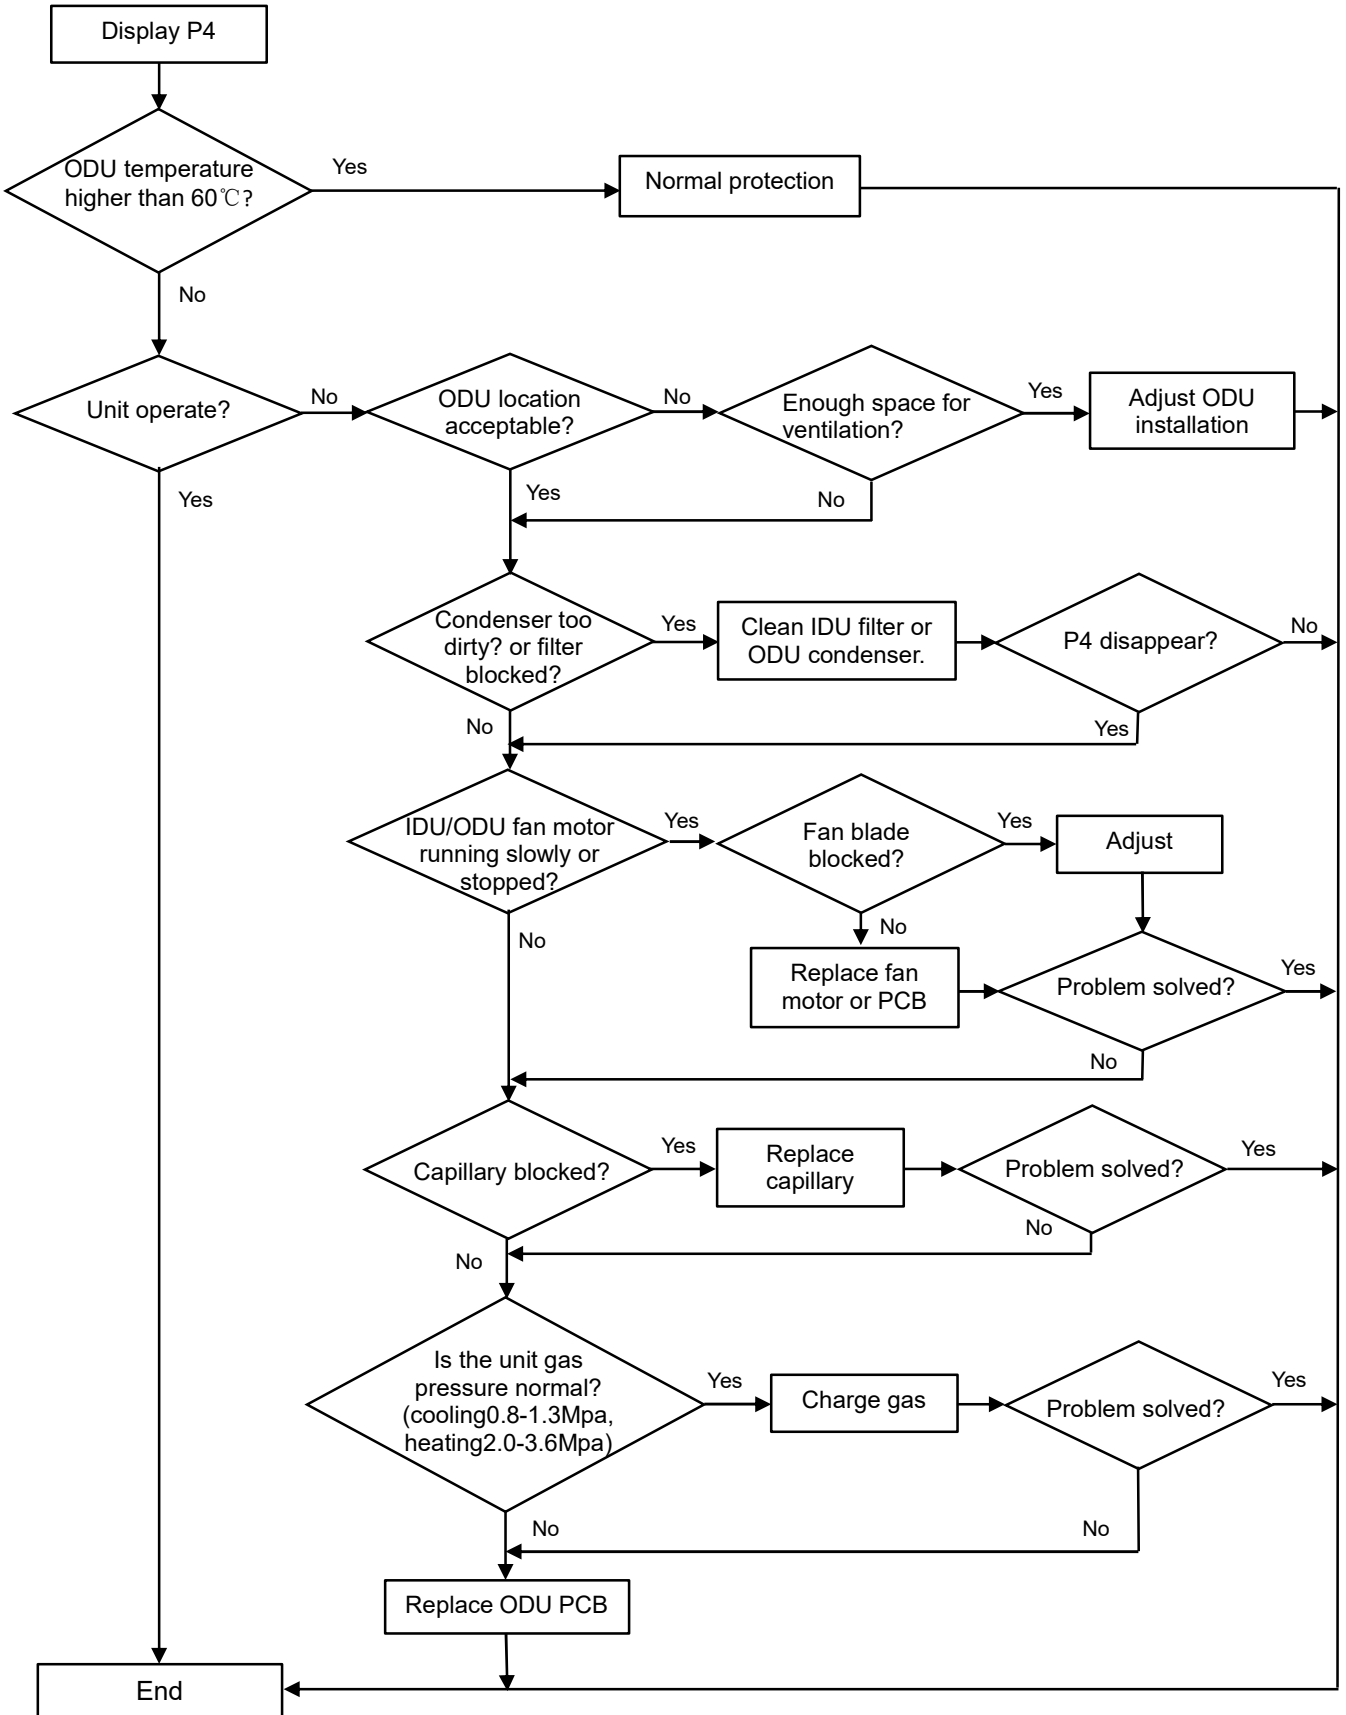 Display P4
ODU temperature
higher than 60℃?
Yes
Normal protection
No
Unit operate?
No
ODU location
acceptable?
No
Enough space for
ventilation?
Yes
Adjust ODU
installation
Yes
Yes
No
Condenser too
dirty? or filter
blocked?
Yes
Clean IDU filter or
ODU condenser.
P4 disappear?
No
No
Yes
IDU/ODU fan motor
running slowly or
stopped?
Yes
Fan blade
blocked?
Yes
Adjust
No
No
Replace fan
motor or PCB
Problem solved?
Yes
No
Capillary blocked?
Yes
Replace
capillary
Problem solved?
Yes
No
No
Is the unit gas
pressure normal?
(cooling0.8-1.3Mpa,
heating2.0-3.6Mpa)
Yes
Charge gas
Problem solved?
Yes
No
No
Replace ODU PCB
End